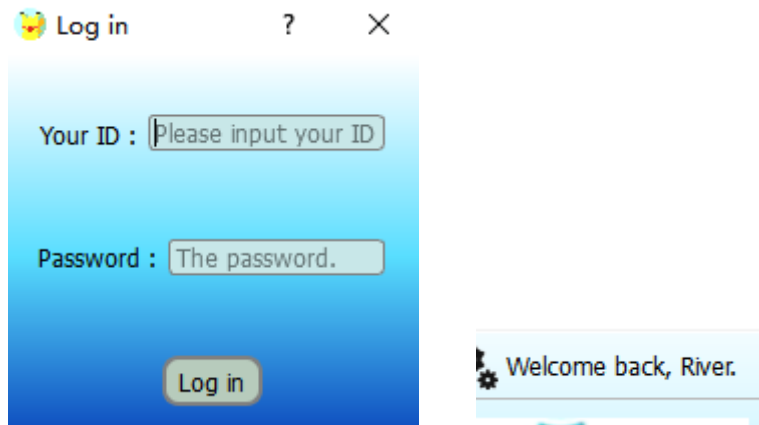 Log in
Your ID : Please input your ID
Password : The password.
Log in
Welcome back, River.